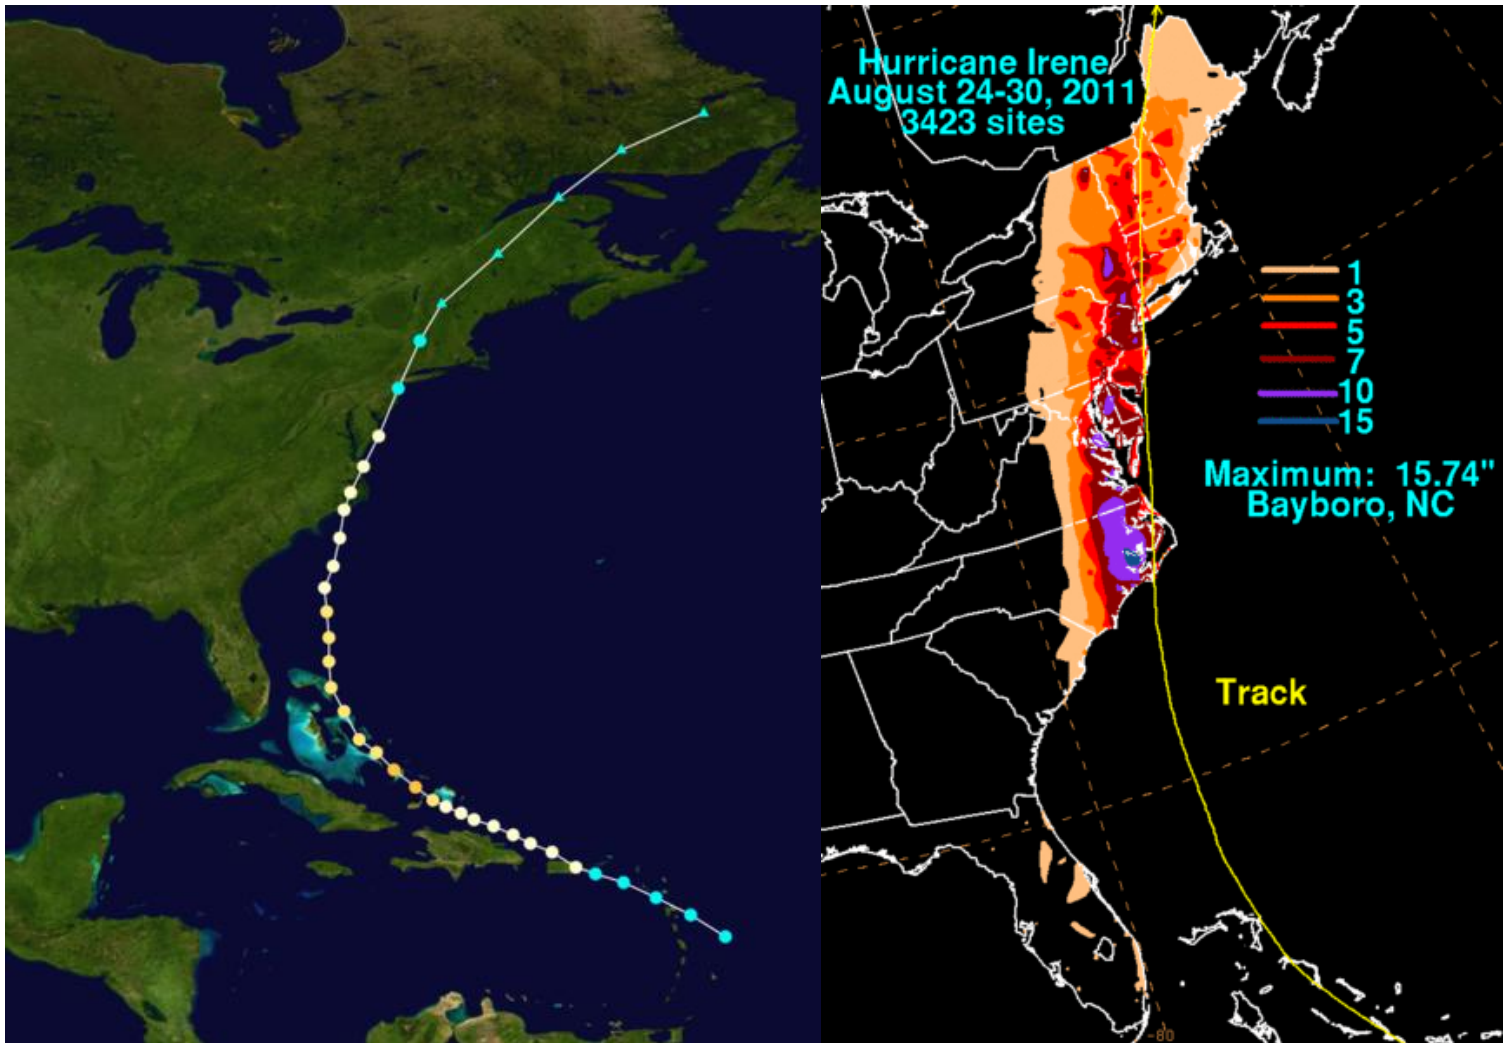 Hurricane Irene
August 24-30, 2011
3423 sites
1
3
5
7
10
15
Maximum: 15.74"
Bayboro, NC
Track
-80